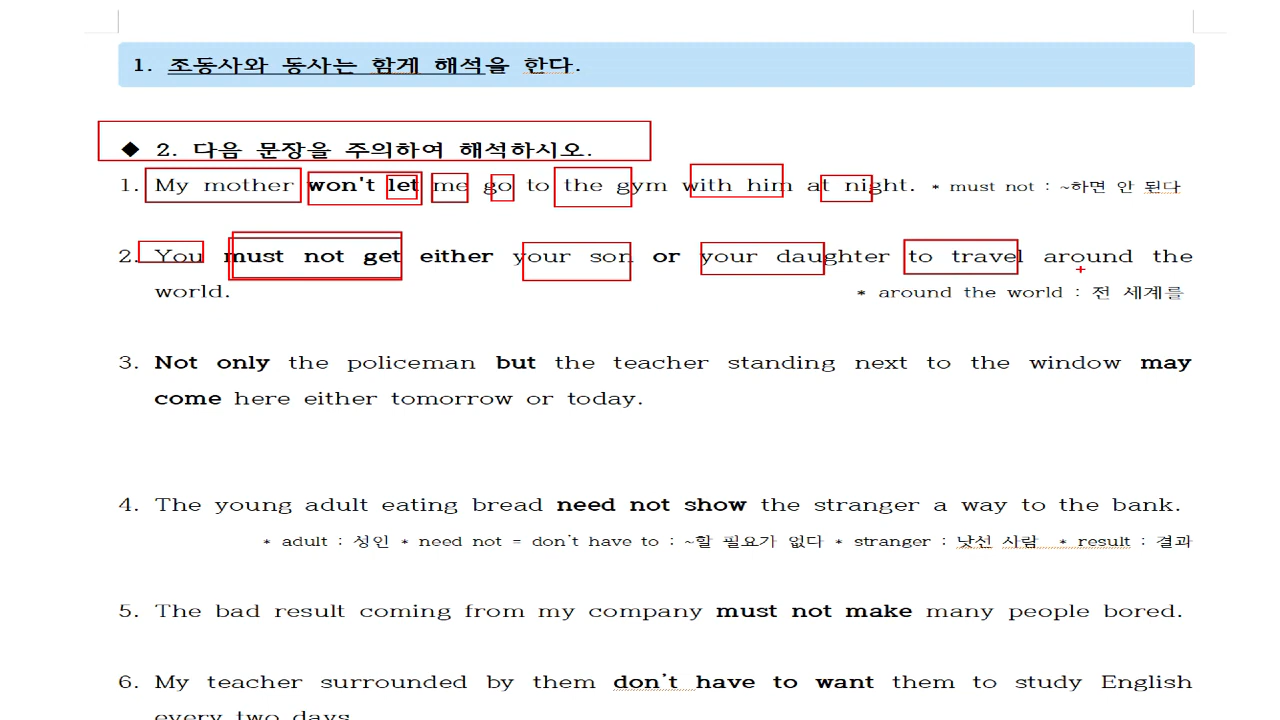 1. 조동사와 동사는 함게 해석을 한다.
◆ 2. 다음 문장을 주의하여 해석하시오.
1. My mother won't let me go to the gym with him at night. * must not : ~하면 안 된다
2. You must not get either your son or your daughter to travel around the
world. * around the world : 전 세계를
3. Not only the policeman but the teacher standing next to the window may
come here either tomorrow or today.
4. The young adult eating bread need not show the stranger a way to the bank.
* adult : 성인 * need not = don't have to : ~할 필요가 없다 * stranger : 낯선 사람 * result : 결과
5. The bad result coming from my company must not make many people bored.
6. My teacher surrounded by them don't have to want them to study English
every two days